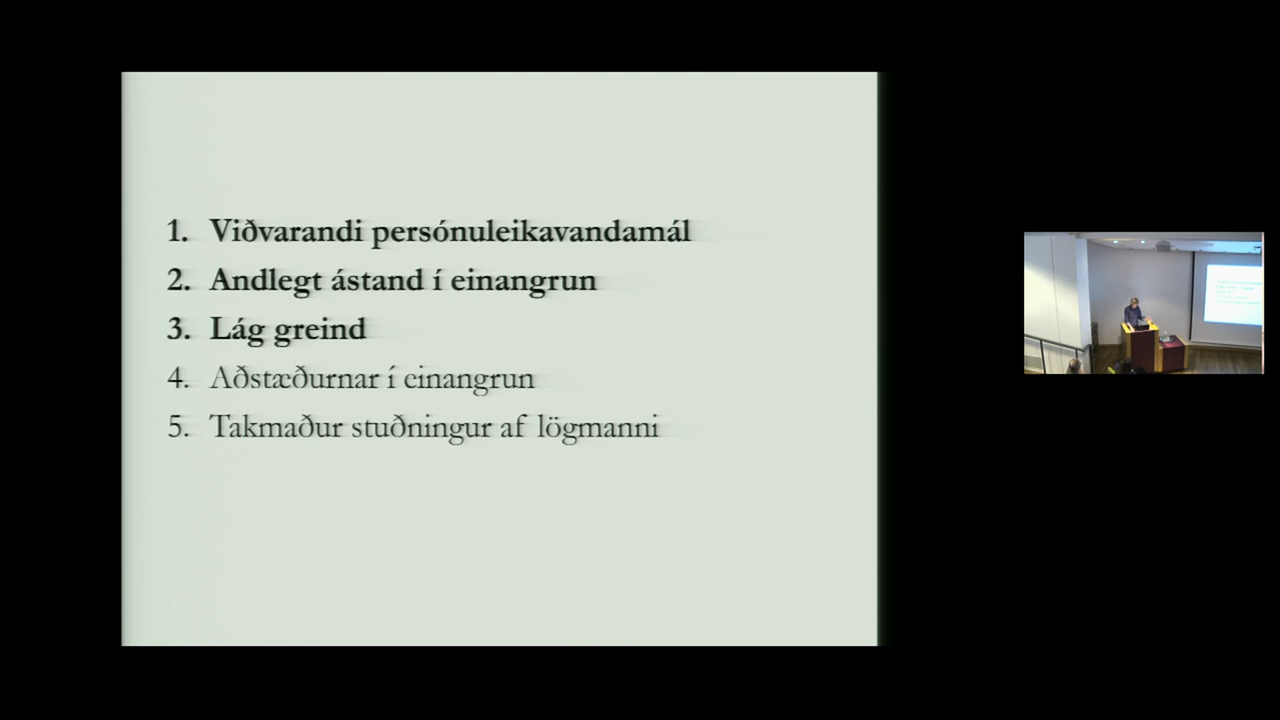 1. Viðvarandi persónuleikavandamál
2. Andlegt ástand í einangrun
3. Lág greind
4. Aðstæðurnar í einangrun
5. Takmaður stuðningur af lögmanni